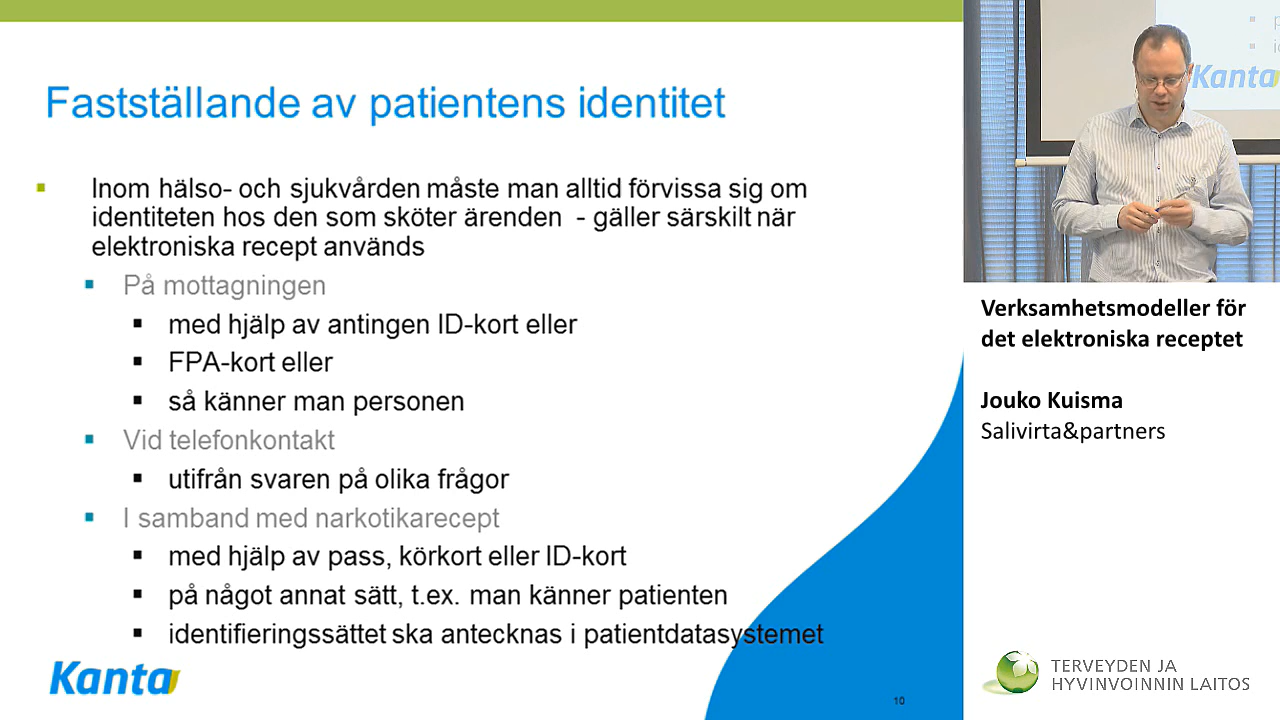 Fastställande av patientens identitet
Inom hälso- och sjukvården måste man alltid förvissa sig om
identiteten hos den som sköter ärenden - gäller särskilt när
elektroniska recept används
På mottagningen
med hjälp av antingen ID-kort eller
FPA-kort eller
så känner man personen
Vid telefonkontakt
utifrån svaren på olika frågor
I samband med narkotikarecept
med hjälp av pass, körkort eller ID-kort
på något annat sätt, t.ex. man känner patienten
identifieringssättet ska antecknas i patientdatasystemet
Kanta
10
Kanta
Verksamhetsmodeller för
det elektroniska receptet
Jouko Kuisma
Salivirta&partners
TERVEYDEN JA
HYVINVOINNIN LAITOS